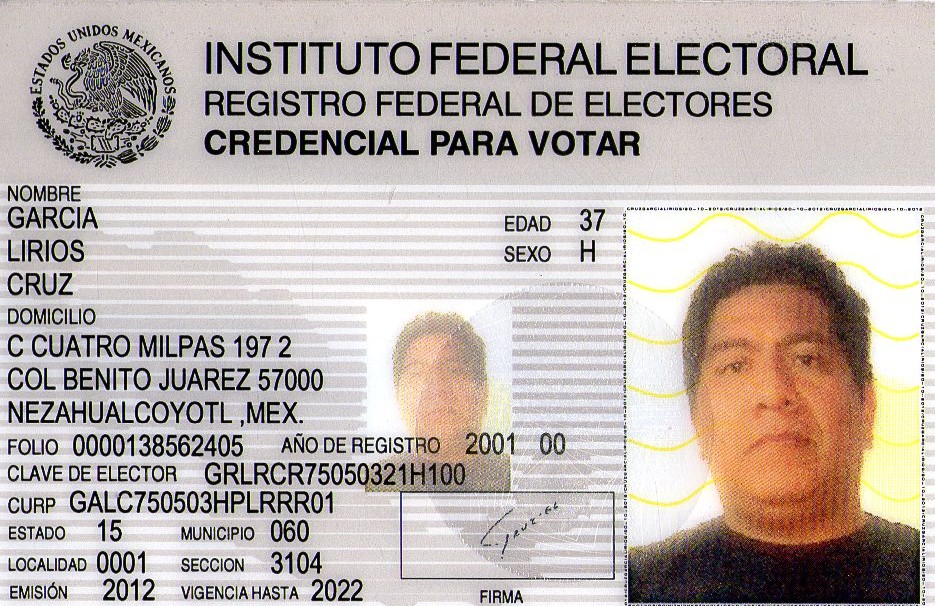 ESTADOS UNIDOS MEXICANOS
INSTITUTO FEDERAL ELECTORAL
REGISTRO FEDERAL DE ELECTORES
CREDENCIAL PARA VOTAR
NOMBRE
GARCIA
LIRIOS
CRUZ
EDAD 37
SEXO H
DOMICILIO
C CUATRO MILPAS 197 2
COL BENITO JUAREZ 57000
NEZAHUALCOYOTL ,MEX.
FOLIO 0000138562405 AÑO DE REGISTRO 2001 00
CLAVE DE ELECTOR GRLRCR75050321H100
CURP GALC750503HPLRRR01
ESTADO 15 MUNICIPIO 060
LOCALIDAD 0001 SECCION 3104
EMISIÓN 2012 VIGENCIA HASTA 2022
FIRMA